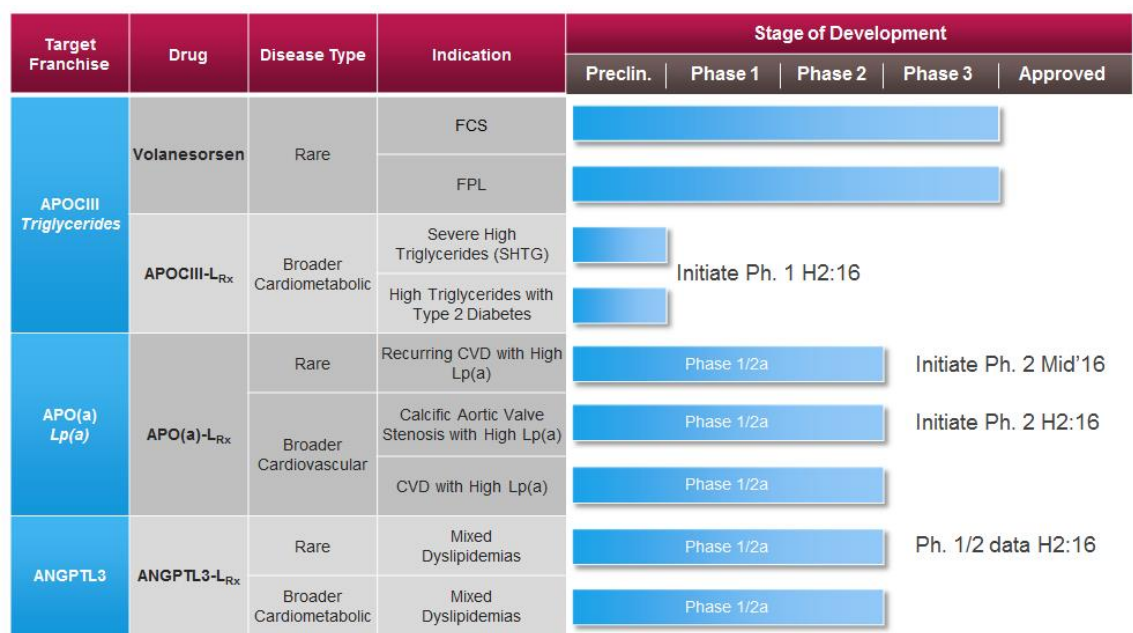 Target
Franchise
Drug
Disease Type
Indication
Stage of Development
Preclin.
Phase 1
Phase 2
Phase 3
Approved
APOCIII
Triglycerides
Volanesorsen
Rare
FCS
FPL
APOCIII-LRx
Broader
Cardiometabolic
Severe High
Triglycerides (SHTG)
Initiate Ph. 1 H2:16
High Triglycerides with
Type 2 Diabetes
APO(a)
Lp(a)
APO(a)-LRx
Rare
Recurring CVD with High
Lp(a)
Phase 1/2a
Initiate Ph. 2 Mid'16
Broader
Cardiovascular
Calcific Aortic Valve
Stenosis with High Lp(a)
Phase 1/2a
Initiate Ph. 2 H2:16
CVD with High Lp(a)
Phase 1/2a
ANGPTL3
ANGPTL3-LRx
Rare
Mixed
Dyslipidemias
Phase 1/2a
Ph. 1/2 data H2:16
Broader
Cardiometabolic
Mixed
Dyslipidemias
Phase 1/2a